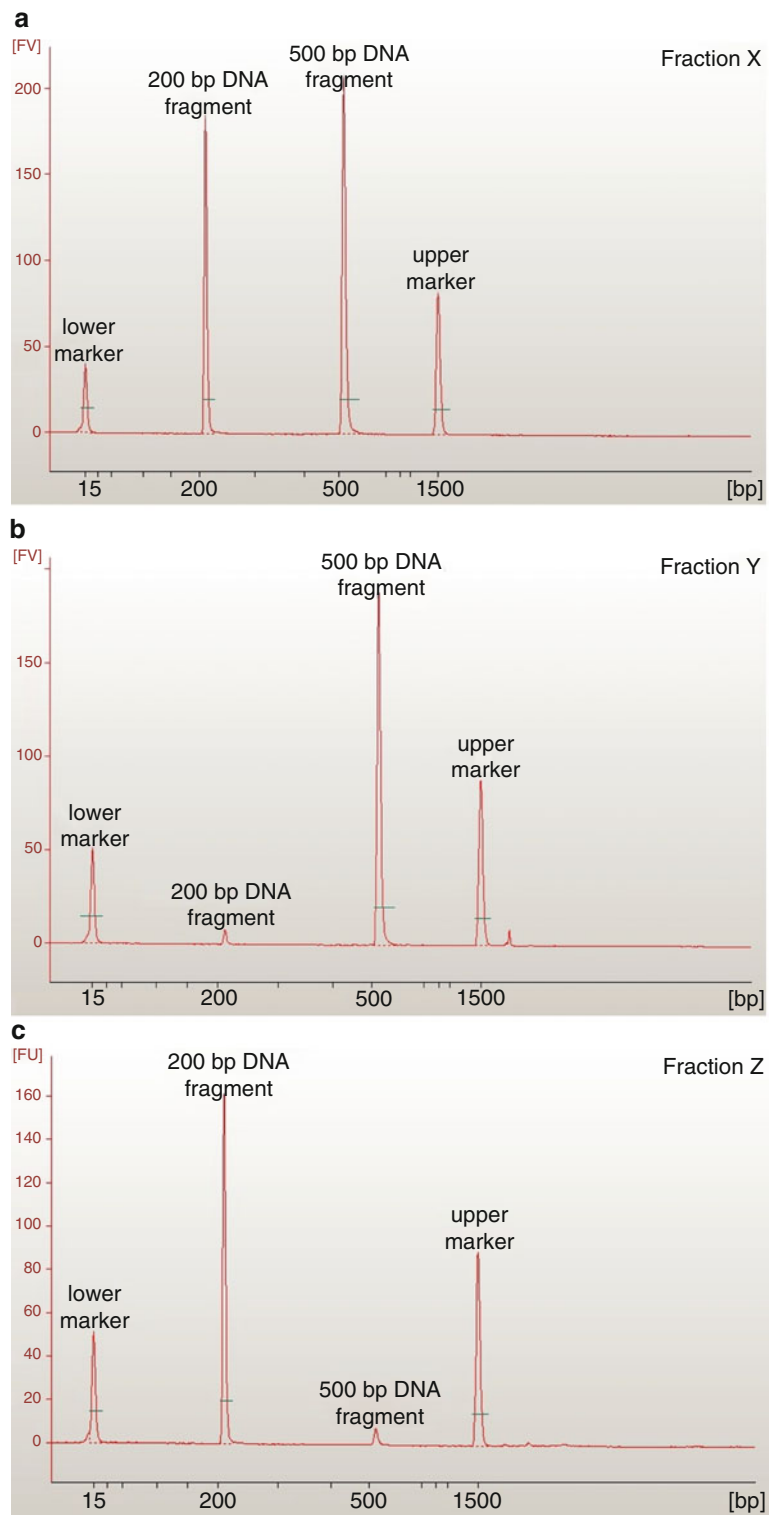 a
[FV]
Fraction X
500 bp DNA
fragment
200 bp DNA
fragment
upper
marker
lower
marker
200
150
100
50
0
15 200 500 1500 [bp]
b
[FV]
Fraction Y
500 bp DNA
fragment
upper
marker
lower
marker
200 bp DNA
fragment
150
100
50
0
15 200 500 1500 [bp]
c
[FU]
Fraction Z
200 bp DNA
fragment
upper
marker
lower
marker
500 bp DNA
fragment
160
140
120
100
80
60
40
20
0
15 200 500 1500 [bp]